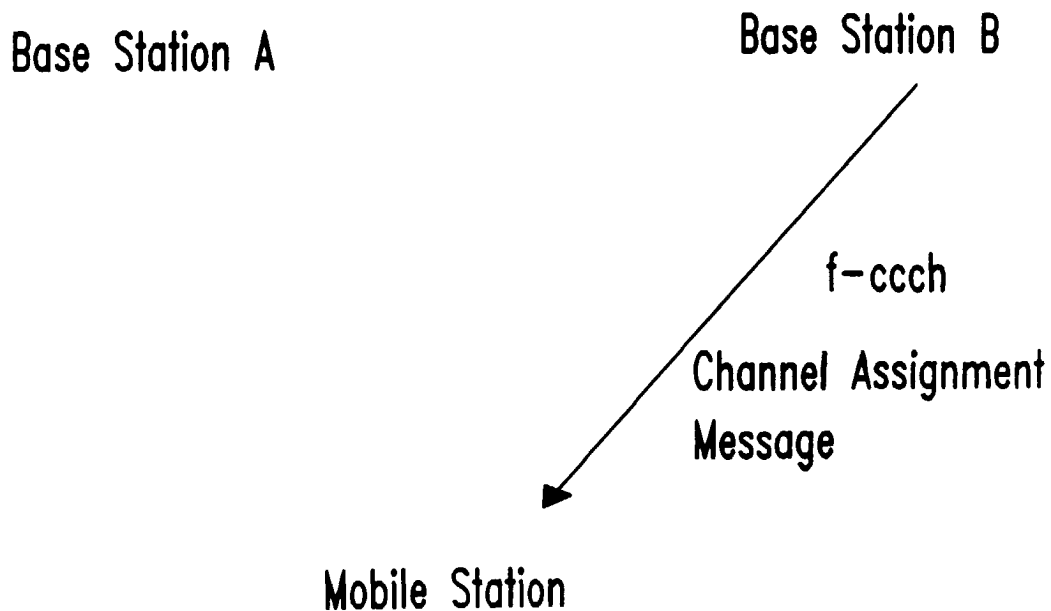 Base Station A
Base Station B
f-ccch
Channel Assignment
Message
Mobile Station